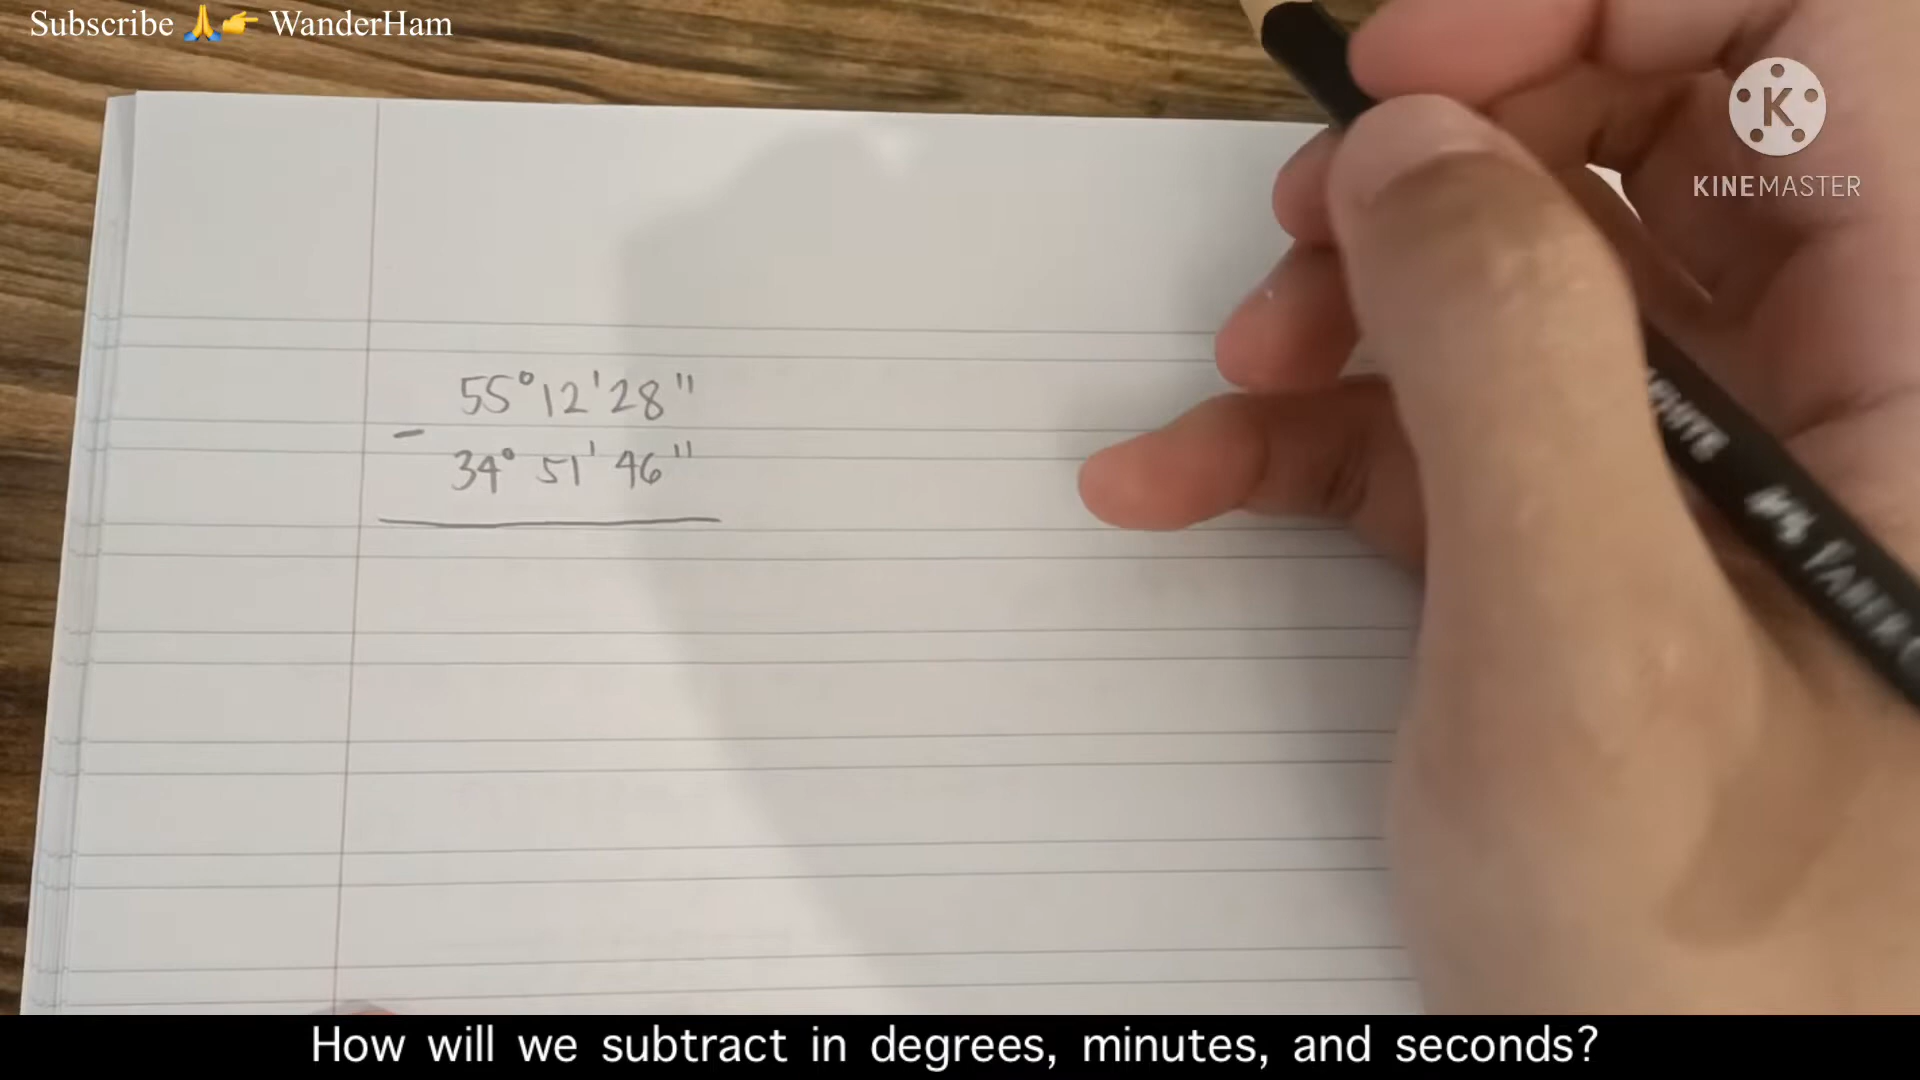 Subscribe 🙏👉 WanderHam
KINEMASTER
55°12'28"
−
34° 51' 46"
How will we subtract in degrees, minutes, and seconds?